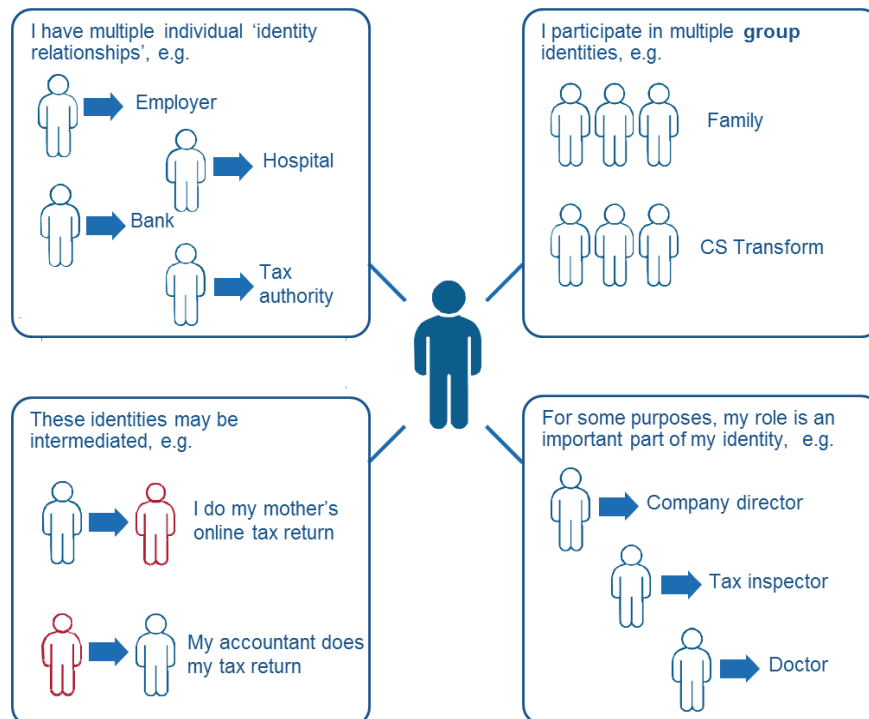 I have multiple individual ‘identity
relationships’, e.g.
Employer
Hospital
Bank
Tax
authority
I participate in multiple group
identities, e.g.
Family
CS Transform
These identities may be
intermediated, e.g.
I do my mother’s
online tax return
My accountant does
my tax return
For some purposes, my role is an
important part of my identity, e.g.
Company director
Tax inspector
Doctor